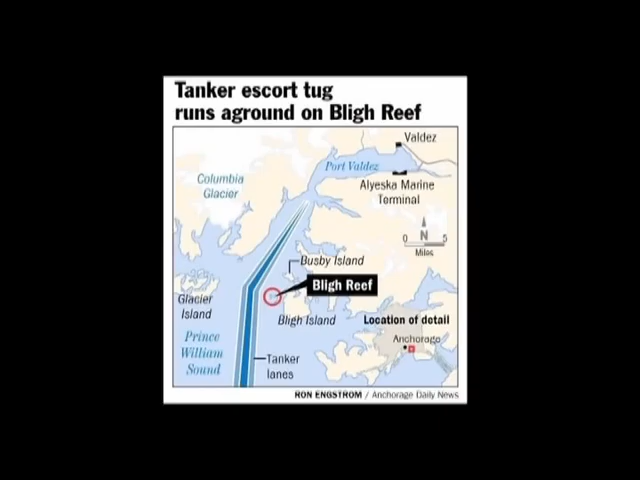 Tanker escort tug
runs aground on Bligh Reef
Valdez
Port Valdez
Columbia
Glacier
Alyeska Marine
Terminal
N
0 5
Miles
Busby Island
Bligh Reef
Glacier
Island
Bligh Island
Location of detail
Anchorage
Prince
William
Sound
Tanker
lanes
RON ENGSTROM / Anchorage Daily News